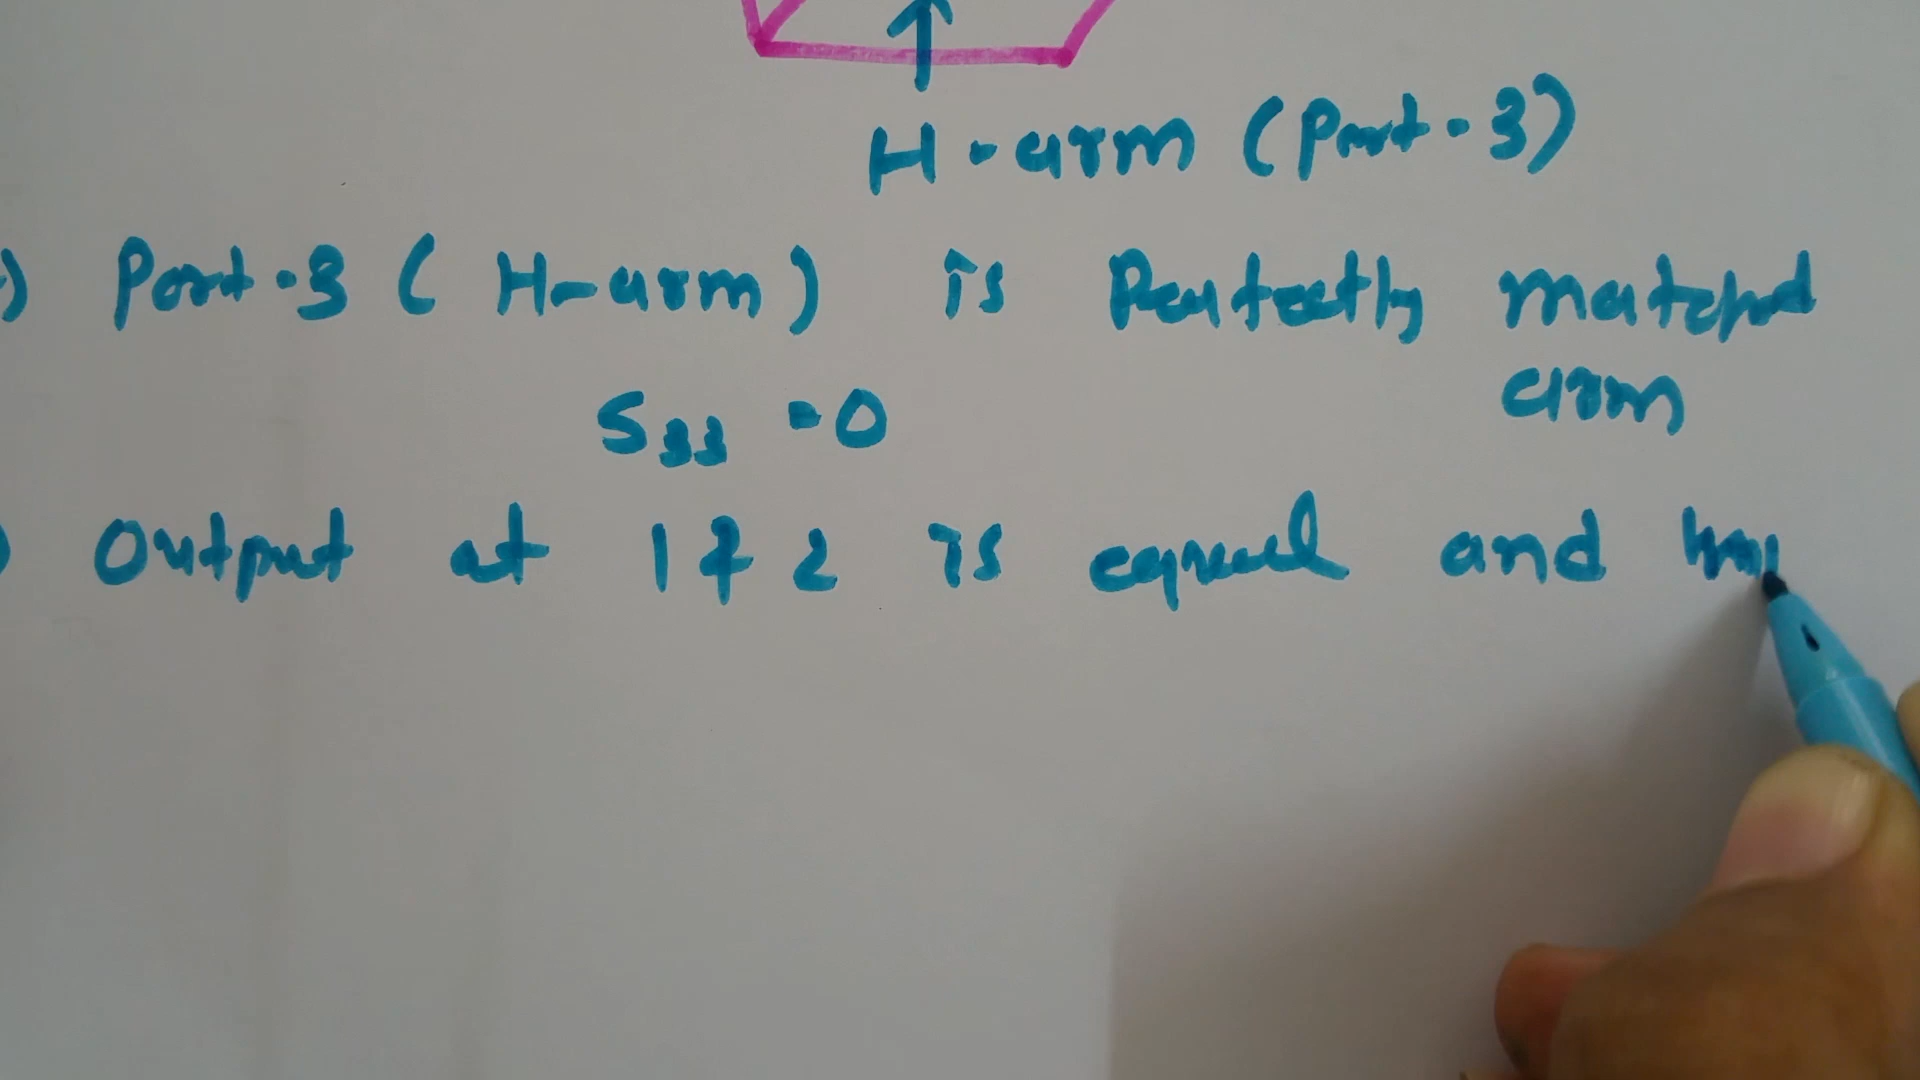 H-arm (Port-3)
) Port-3 ( H-arm) is Perfectly matched
arm
S33 = 0
) Output at 1 & 2 is equal and